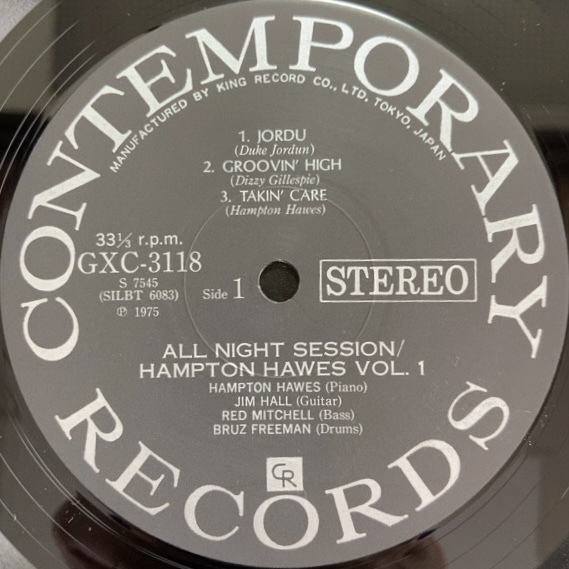 CONTEMPORARY
MANUFACTURED BY KING RECORD CO., LTD, TOKYO, JAPAN
1. JORDU
(Duke Jordun)
2. GROOVIN' HIGH
(Dizzy Gillespie)
3. TAKIN' CARE
(Hampton Hawes)
33⅓ r.p.m.
GXC-3118
S 7545
(SILBT 6083)
℗ 1975
Side 1
STEREO
ALL NIGHT SESSION/
HAMPTON HAWES VOL. 1
HAMPTON HAWES (Piano)
JIM HALL (Guitar)
RED MITCHELL (Bass)
BRUZ FREEMAN (Drums)
CR
RECORDS